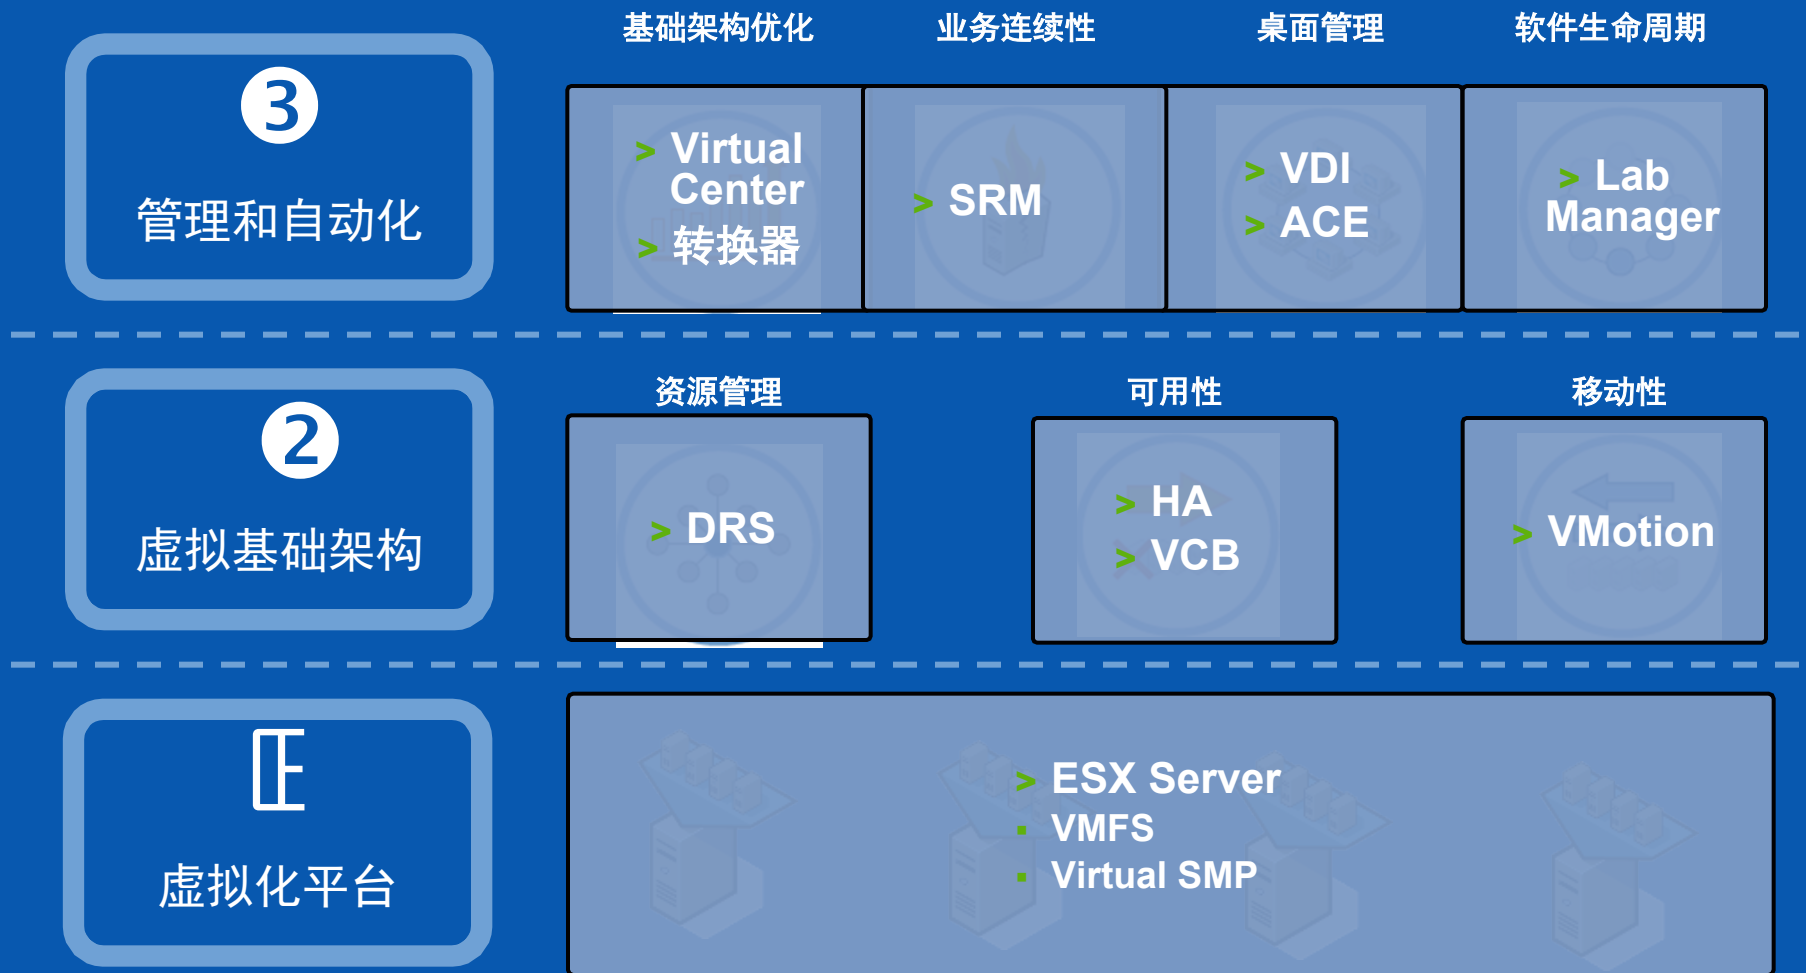 基础架构优化
业务连续性
桌面管理
软件生命周期
❸
管理和自动化
> Virtual
Center
> 转换器
> SRM
> VDI
> ACE
> Lab
Manager
资源管理
可用性
移动性
❷
虚拟基础架构
> DRS
> HA
> VCB
> VMotion
虚拟化平台
> ESX Server
▪ VMFS
▪ Virtual SMP